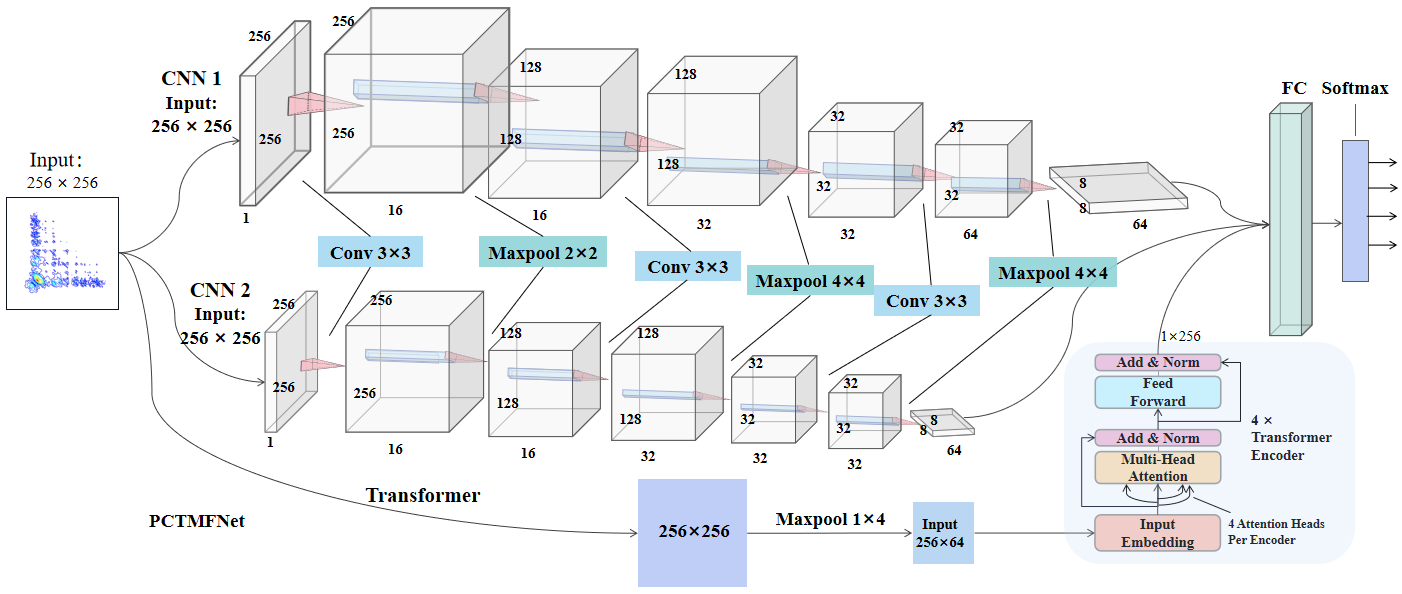 Input:
256 × 256
CNN 1
Input:
256 × 256
256
256
1
256
256
16
128
128
16
128
128
32
32
32
32
32
32
64
8
8
64
FC
Softmax
Conv 3×3
Maxpool 2×2
Conv 3×3
Maxpool 4×4
Conv 3×3
Maxpool 4×4
CNN 2
Input:
256 × 256
256
256
1
256
256
16
128
128
16
128
128
32
32
32
32
32
32
32
8
8
64
1×256
Add & Norm
Feed
Forward
Add & Norm
Multi-Head
Attention
Input
Embedding
4 ×
Transformer
Encoder
4 Attention Heads
Per Encoder
Transformer
PCTMFNet
256×256
Maxpool 1×4
Input
256×64